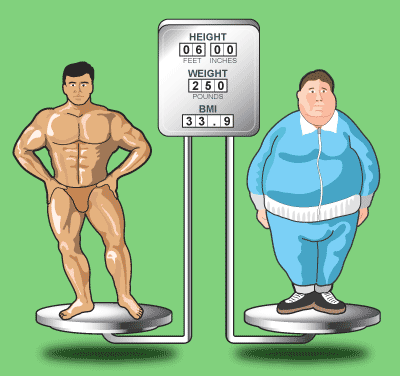 HEIGHT
06 00
FEET INCHES
WEIGHT
250
POUNDS
BMI
33.9